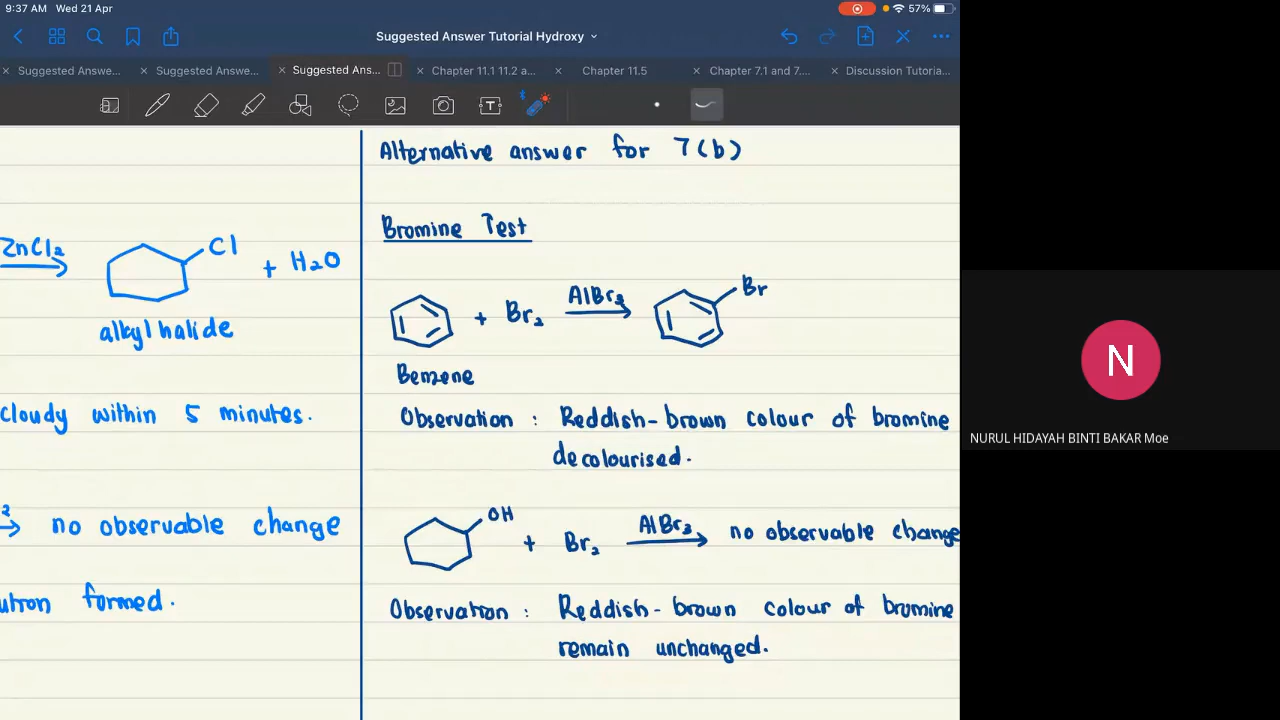 9:37 AM Wed 21 Apr
57%
Suggested Answer Tutorial Hydroxy
Suggested Answe...
Suggested Answe...
Suggested Ans...
Chapter 11.1 11.2 a...
Chapter 11.5
Chapter 7.1 and 7....
Discussion Tutoria...
T
ZnCl₂
Cl
+ H₂O
alkyl halide
cloudy within 5 minutes.
2
no observable change
ution formed.
Alternative answer for 7(b)
Bromine Test
+ Br₂ AlBr₃ Br
Benzene
Observation : Reddish-brown colour of bromine
decolourised.
OH + Br₂ AlBr₃ no observable change
Observation : Reddish-brown colour of bromine
remain unchanged.
N
NURUL HIDAYAH BINTI BAKAR Moe